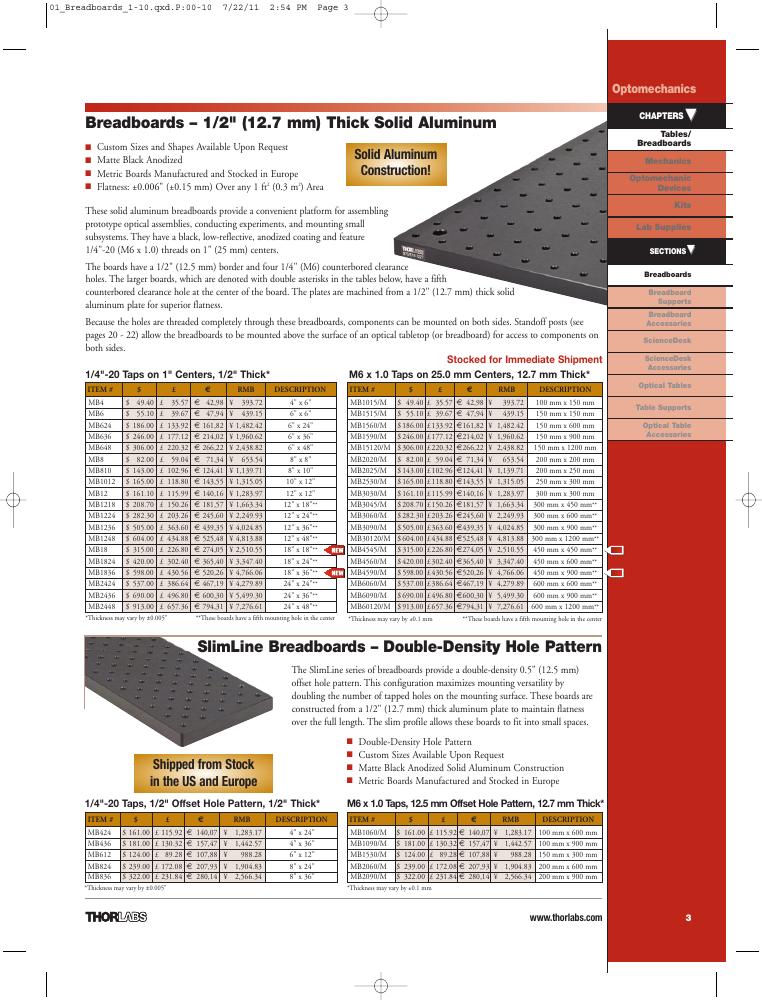 01_Breadboards_1-10.qxd.P:00-10 7/22/11 2:54 PM Page 3
Optomechanics
CHAPTERS
Tables/
Breadboards
Mechanics
Optomechanic
Devices
Kits
Lab Supplies
SECTIONS
Breadboards
Breadboard
Supports
Breadboard
Accessories
ScienceDesk
ScienceDesk
Accessories
Optical Tables
Table Supports
Optical Table
Accessories
Breadboards – 1/2" (12.7 mm) Thick Solid Aluminum
■ Custom Sizes and Shapes Available Upon Request
■ Matte Black Anodized
■ Metric Boards Manufactured and Stocked in Europe
■ Flatness: ±0.006" (±0.15 mm) Over any 1 ft² (0.3 m²) Area
Solid Aluminum
Construction!
These solid aluminum breadboards provide a convenient platform for assembling
prototype optical assemblies, conducting experiments, and mounting small
subsystems. They have a black, low-reflective, anodized coating and feature
1/4"-20 (M6 x 1.0) threads on 1" (25 mm) centers.
The boards have a 1/2" (12.5 mm) border and four 1/4" (M6) counterbored clearance
holes. The larger boards, which are denoted with double asterisks in the tables below, have a fifth
counterbored clearance hole at the center of the board. The plates are machined from a 1/2" (12.7 mm) thick solid
aluminum plate for superior flatness.
Because the holes are threaded completely through these breadboards, components can be mounted on both sides. Standoff posts (see
pages 20 - 22) allow the breadboards to be mounted above the surface of an optical tabletop (or breadboard) for access to components on
both sides.
Stocked for Immediate Shipment
1/4"-20 Taps on 1" Centers, 1/2" Thick*
ITEM # $ £ € RMB DESCRIPTION
MB4 $ 49.40 £ 35.57 € 42,98 ¥ 393.72 4" x 6"
MB6 $ 55.10 £ 39.67 € 47,94 ¥ 439.15 6" x 6"
MB624 $ 186.00 £ 133.92 € 161,82 ¥ 1,482.42 6" x 24"
MB636 $ 246.00 £ 177.12 € 214,02 ¥ 1,960.62 6" x 36"
MB648 $ 306.00 £ 220.32 € 266,22 ¥ 2,438.82 6" x 48"
MB8 $ 82.00 £ 59.04 € 71,34 ¥ 653.54 8" x 8"
MB810 $ 143.00 £ 102.96 € 124,41 ¥ 1,139.71 8" x 10"
MB1012 $ 165.00 £ 118.80 € 143,55 ¥ 1,315.05 10" x 12"
MB12 $ 161.10 £ 115.99 € 140,16 ¥ 1,283.97 12" x 12"
MB1218 $ 208.70 £ 150.26 € 181,57 ¥ 1,663.34 12" x 18"**
MB1224 $ 282.30 £ 203.26 € 245,60 ¥ 2,249.93 12" x 24"**
MB1236 $ 505.00 £ 363.60 € 439,35 ¥ 4,024.85 12" x 36"**
MB1248 $ 604.00 £ 434.88 € 525,48 ¥ 4,813.88 12" x 48"**
MB18 $ 315.00 £ 226.80 € 274,05 ¥ 2,510.55 18" x 18"** NEW
MB1824 $ 420.00 £ 302.40 € 365,40 ¥ 3,347.40 18" x 24"**
MB1836 $ 598.00 £ 430.56 € 520,26 ¥ 4,766.06 18" x 36"** NEW
MB2424 $ 537.00 £ 386.64 € 467,19 ¥ 4,279.89 24" x 24"**
MB2436 $ 690.00 £ 496.80 € 600,30 ¥ 5,499.30 24" x 36"**
MB2448 $ 913.00 £ 657.36 € 794,31 ¥ 7,276.61 24" x 48"**
*Thickness may vary by ±0.005" **These boards have a fifth mounting hole in the center
M6 x 1.0 Taps on 25.0 mm Centers, 12.7 mm Thick*
ITEM # $ £ € RMB DESCRIPTION
MB1015/M $ 49.40 £ 35.57 € 42,98 ¥ 393.72 100 mm x 150 mm
MB1515/M $ 55.10 £ 39.67 € 47,94 ¥ 439.15 150 mm x 150 mm
MB1560/M $ 186.00 £ 133.92 € 161,82 ¥ 1,482.42 150 mm x 600 mm
MB1590/M $ 246.00 £ 177.12 € 214,02 ¥ 1,960.62 150 mm x 900 mm
MB15120/M $ 306.00 £ 220.32 € 266,22 ¥ 2,438.82 150 mm x 1200 mm
MB2020/M $ 82.00 £ 59.04 € 71,34 ¥ 653.54 200 mm x 200 mm
MB2025/M $ 143.00 £ 102.96 € 124,41 ¥ 1,139.71 200 mm x 250 mm
MB2530/M $ 165.00 £ 118.80 € 143,55 ¥ 1,315.05 250 mm x 300 mm
MB3030/M $ 161.10 £ 115.99 € 140,16 ¥ 1,283.97 300 mm x 300 mm
MB3045/M $ 208.70 £ 150.26 € 181,57 ¥ 1,663.34 300 mm x 450 mm**
MB3060/M $ 282.30 £ 203.26 € 245,60 ¥ 2,249.93 300 mm x 600 mm**
MB3090/M $ 505.00 £ 363.60 € 439,35 ¥ 4,024.85 300 mm x 900 mm**
MB30120/M $ 604.00 £ 434.88 € 525,48 ¥ 4,813.88 300 mm x 1200 mm**
MB4545/M $ 315.00 £ 226.80 € 274,05 ¥ 2,510.55 450 mm x 450 mm**
MB4560/M $ 420.00 £ 302.40 € 365,40 ¥ 3,347.40 450 mm x 600 mm**
MB4590/M $ 598.00 £ 430.56 € 520,26 ¥ 4,766.06 450 mm x 900 mm**
MB6060/M $ 537.00 £ 386.64 € 467,19 ¥ 4,279.89 600 mm x 600 mm**
MB6090/M $ 690.00 £ 496.80 € 600,30 ¥ 5,499.30 600 mm x 900 mm**
MB60120/M $ 913.00 £ 657.36 € 794,31 ¥ 7,276.61 600 mm x 1200 mm**
*Thickness may vary by ±0.1 mm **These boards have a fifth mounting hole in the center
SlimLine Breadboards – Double-Density Hole Pattern
The SlimLine series of breadboards provide a double-density 0.5" (12.5 mm)
offset hole pattern. This configuration maximizes mounting versatility by
doubling the number of tapped holes on the mounting surface. These boards are
constructed from a 1/2" (12.7 mm) thick aluminum plate to maintain flatness
over the full length. The slim profile allows these boards to fit into small spaces.
■ Double-Density Hole Pattern
■ Custom Sizes Available Upon Request
■ Matte Black Anodized Solid Aluminum Construction
■ Metric Boards Manufactured and Stocked in Europe
Shipped from Stock
in the US and Europe
1/4"-20 Taps, 1/2" Offset Hole Pattern, 1/2" Thick*
ITEM # $ £ € RMB DESCRIPTION
MB424 $ 161.00 £ 115.92 € 140,07 ¥ 1,283.17 4" x 24"
MB436 $ 181.00 £ 130.32 € 157,47 ¥ 1,442.57 4" x 36"
MB612 $ 124.00 £ 89.28 € 107,88 ¥ 988.28 6" x 12"
MB824 $ 239.00 £ 172.08 € 207,93 ¥ 1,904.83 8" x 24"
MB836 $ 322.00 £ 231.84 € 280,14 ¥ 2,566.34 8" x 36"
*Thickness may vary by ±0.005"
M6 x 1.0 Taps, 12.5 mm Offset Hole Pattern, 12.7 mm Thick*
ITEM # $ £ € RMB DESCRIPTION
MB1060/M $ 161.00 £ 115.92 € 140,07 ¥ 1,283.17 100 mm x 600 mm
MB1090/M $ 181.00 £ 130.32 € 157,47 ¥ 1,442.57 100 mm x 900 mm
MB1530/M $ 124.00 £ 89.28 € 107,88 ¥ 988.28 150 mm x 300 mm
MB2060/M $ 239.00 £ 172.08 € 207,93 ¥ 1,904.83 200 mm x 600 mm
MB2090/M $ 322.00 £ 231.84 € 280,14 ¥ 2,566.34 200 mm x 900 mm
*Thickness may vary by ±0.1 mm
THORLABS
www.thorlabs.com
3